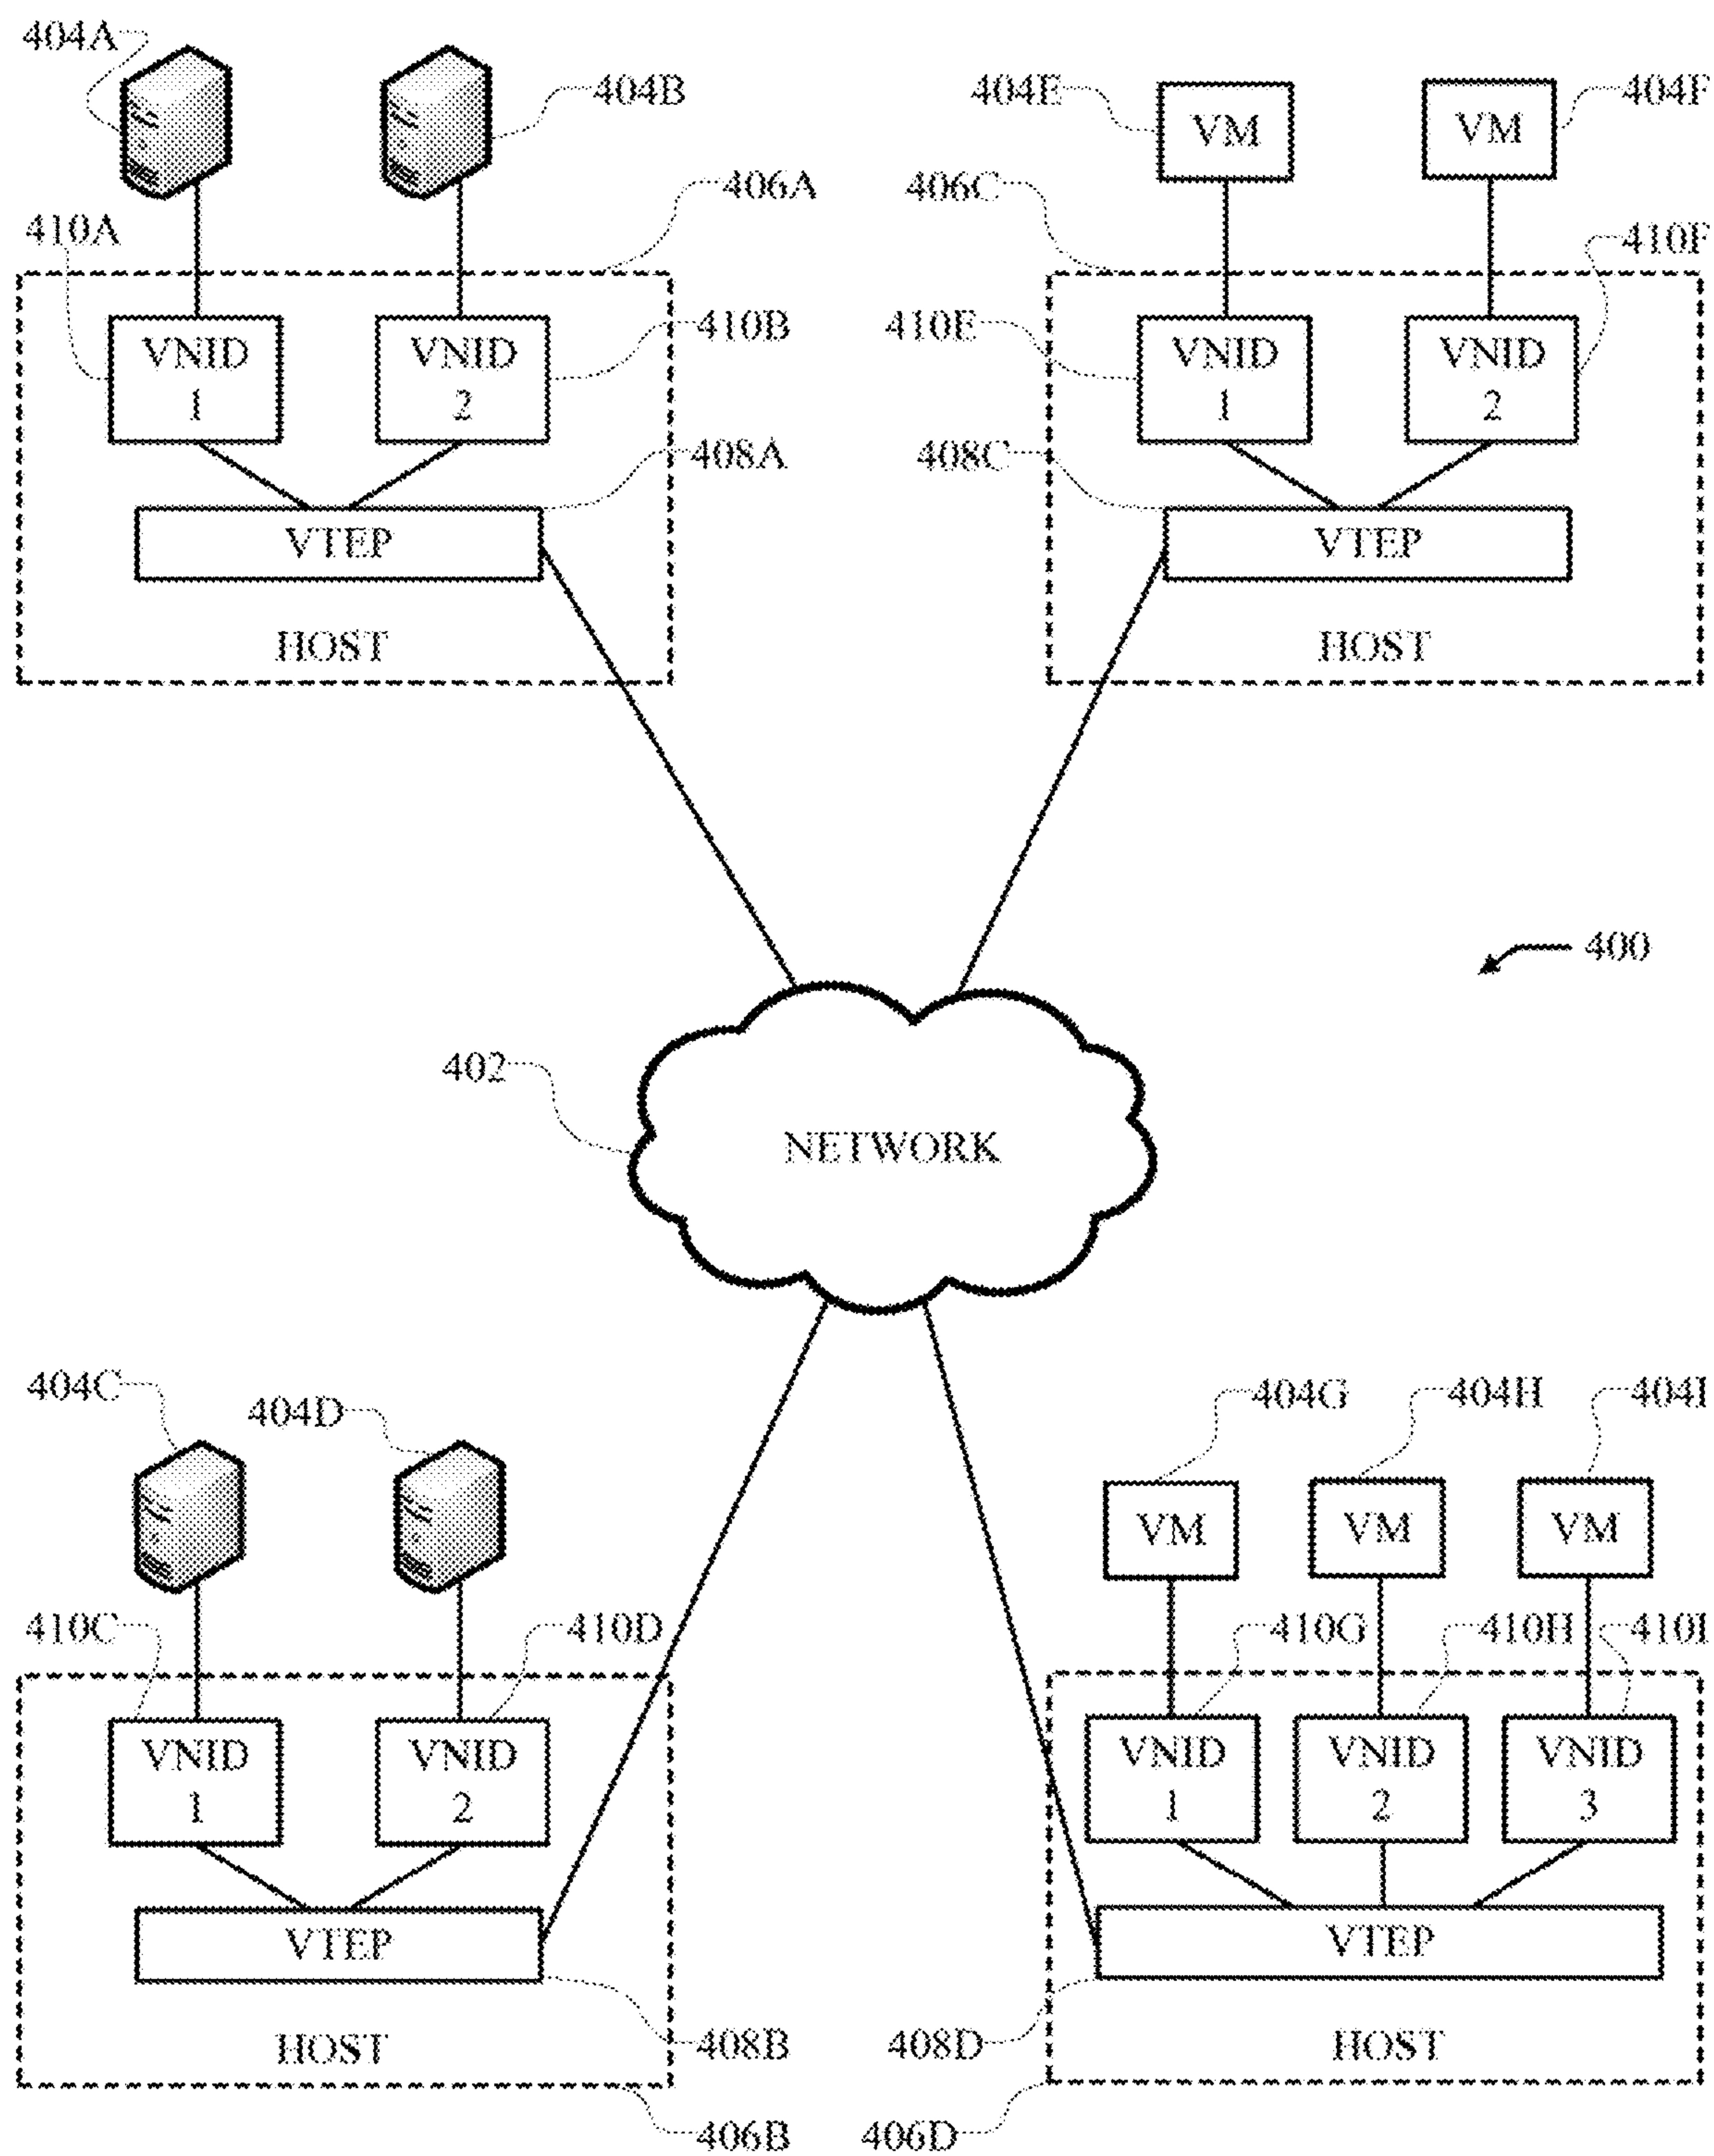 404A
404B
404E
VM
VM
404F
406A
406C
410A
410F
VNID
1
VNID
2
410B
410E
VNID
1
VNID
2
408A
408C
VTEP
VTEP
HOST
HOST
400
402
NETWORK
404C
404D
404G
404H
404I
VM
VM
VM
410C
410D
410G
410H
410I
VNID
1
VNID
2
VNID
1
VNID
2
VNID
3
VTEP
VTEP
HOST
408B
408D
HOST
406B
406D